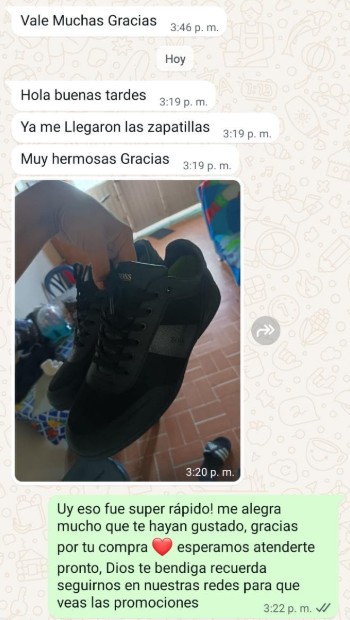 Vale Muchas Gracias 3:46 p. m.
Hoy
Hola buenas tardes 3:19 p. m.
Ya me Llegaron las zapatillas 3:19 p. m.
Muy hermosas Gracias 3:19 p. m.
3:20 p. m.
Uy eso fue super rápido! me alegra
mucho que te hayan gustado, gracias
por tu compra ❤️ esperamos atenderte
pronto, Dios te bendiga recuerda
seguirnos en nuestras redes para que
veas las promociones 3:22 p. m.